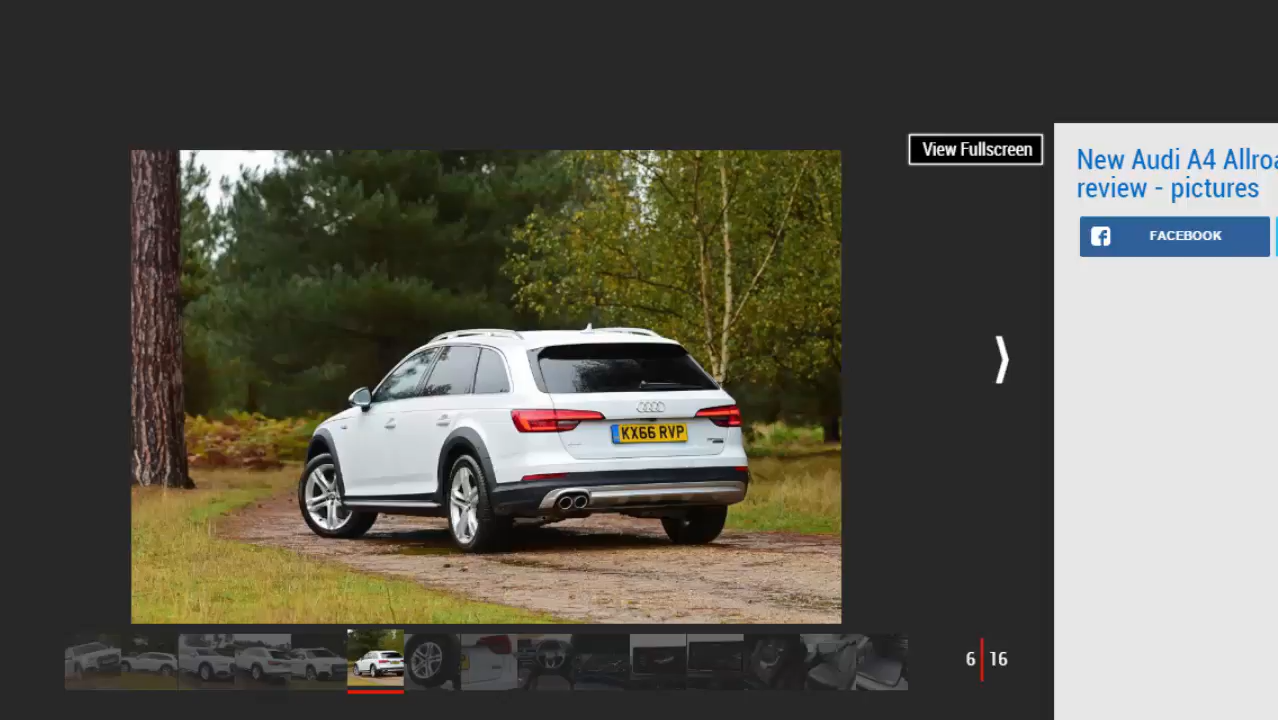 View Fullscreen
New Audi A4 Allroa
review - pictures
FACEBOOK
KX66 RVP
6 16